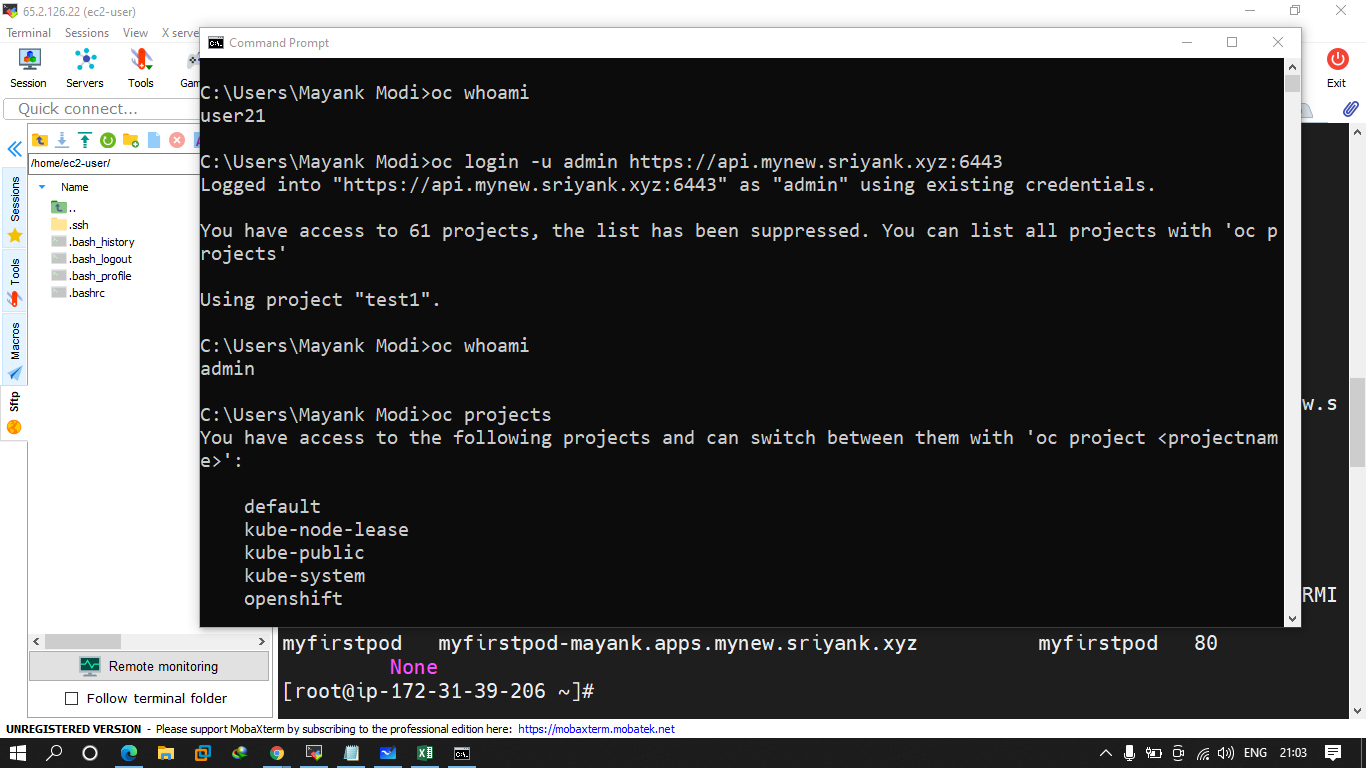 65.2.126.22 (ec2-user)
Terminal Sessions View X serve
Session Servers Tools Gam Exit
Quick connect...
/home/ec2-user/
Name
..
.ssh
.bash_history
.bash_logout
.bash_profile
.bashrc
Sessions
Tools
Macros
Sftp
Command Prompt
C:\Users\Mayank Modi>oc whoami
user21
C:\Users\Mayank Modi>oc login -u admin https://api.mynew.sriyank.xyz:6443
Logged into "https://api.mynew.sriyank.xyz:6443" as "admin" using existing credentials.
You have access to 61 projects, the list has been suppressed. You can list all projects with 'oc p
rojects'
Using project "test1".
C:\Users\Mayank Modi>oc whoami
admin
C:\Users\Mayank Modi>oc projects
You have access to the following projects and can switch between them with 'oc project <projectnam
e>':
default
kube-node-lease
kube-public
kube-system
openshift
w.s
RMI
myfirstpod myfirstpod-mayank.apps.mynew.sriyank.xyz myfirstpod 80
None
[root@ip-172-31-39-206 ~]#
Remote monitoring
Follow terminal folder
UNREGISTERED VERSION - Please support MobaXterm by subscribing to the professional edition here: https://mobaxterm.mobatek.net
ENG 21:03